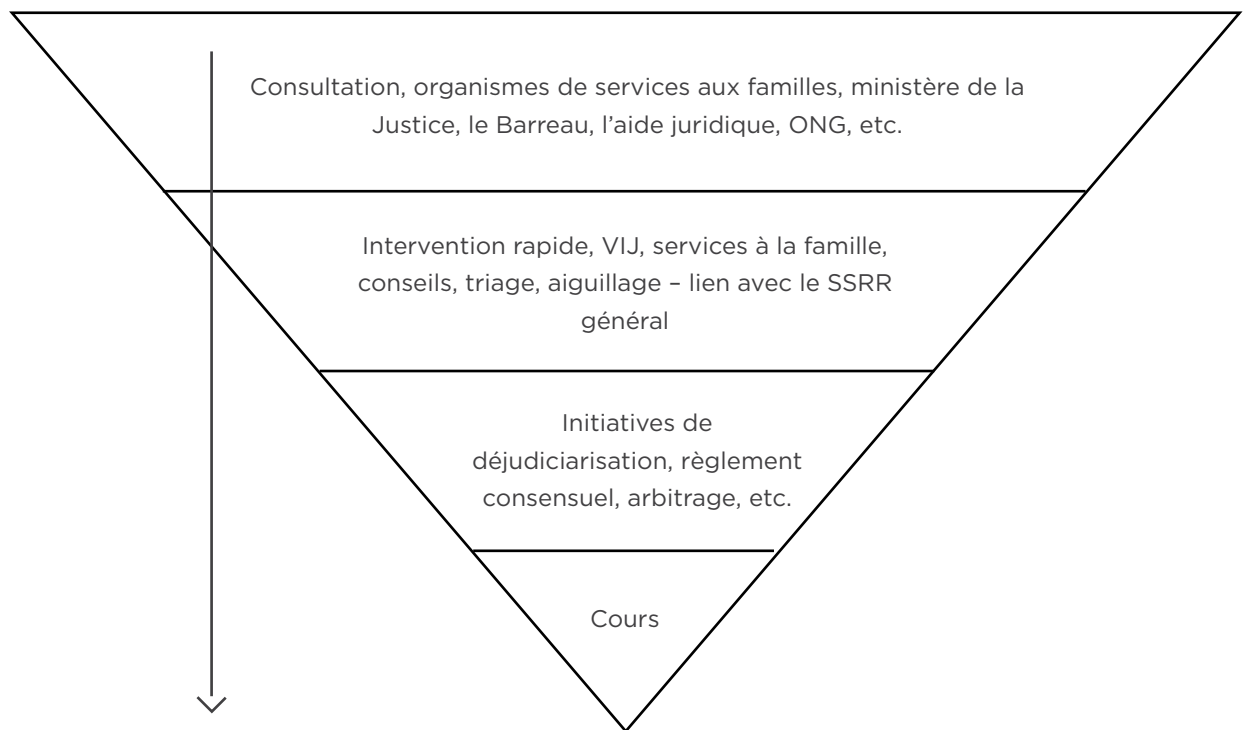 Consultation, organismes de services aux familles, ministère de la
Justice, le Barreau, l’aide juridique, ONG, etc.
Intervention rapide, VIJ, services à la famille,
conseils, triage, aiguillage – lien avec le SSRR
général
Initiatives de
déjudiciarisation, règlement
consensuel, arbitrage, etc.
Cours